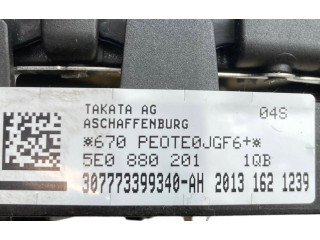 TAKATA AG 04S
ASCHAFFENBURG
*670 PEOTE0JGF6+*
5E0 880 201 1QB
307773399340-AH 2013 162 1239